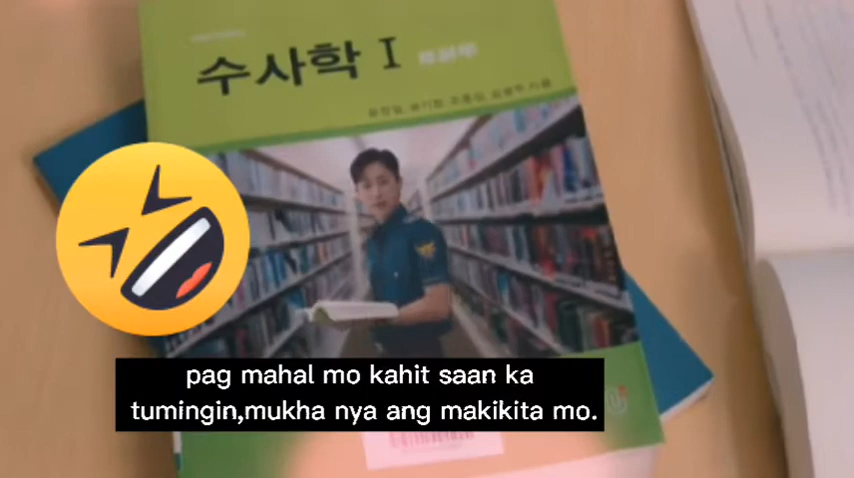 수사학 I
pag mahal mo kahit saan ka
tumingin,mukha nya ang makikita mo.